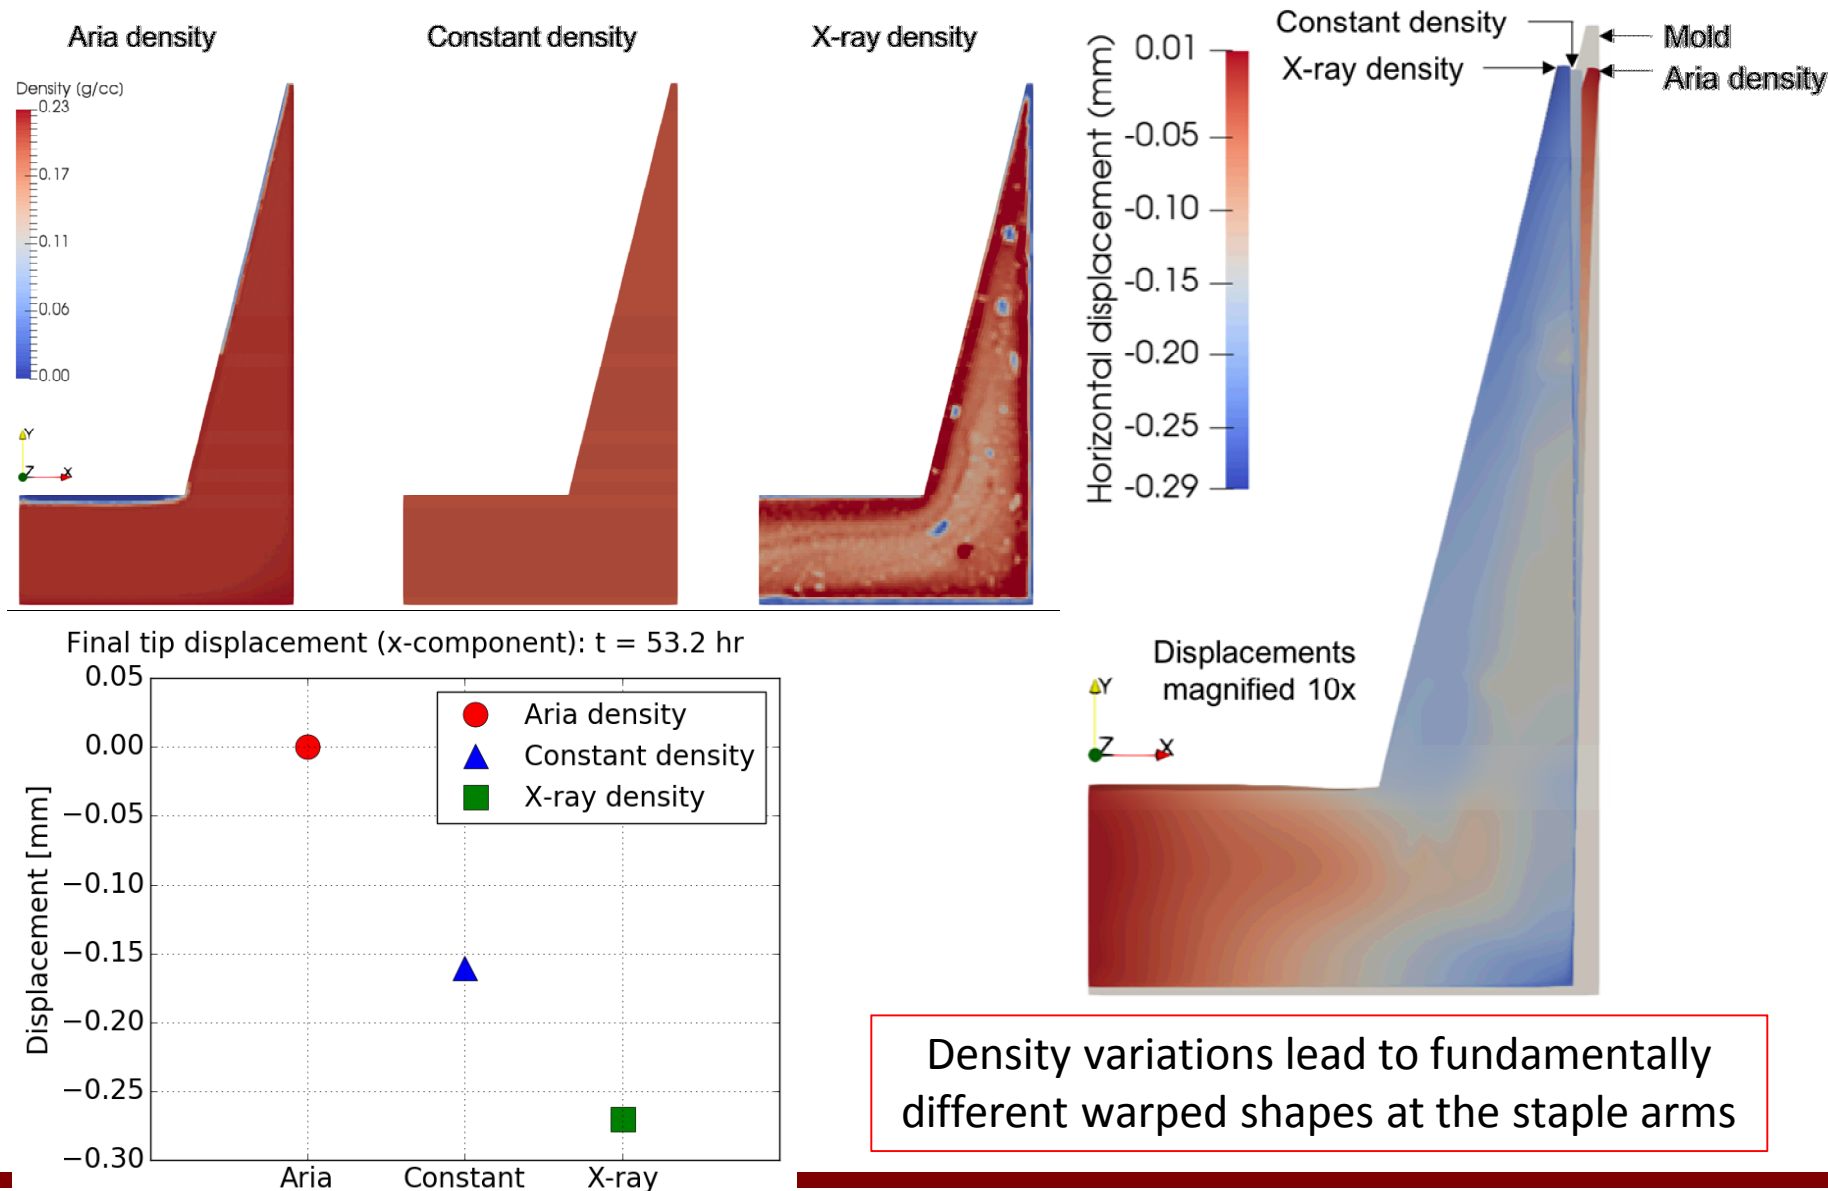 Aria density
Constant density
X-ray density
Density (g/cc)
0.23
0.17
0.11
0.06
0.00
Y
Z
X
Constant density
X-ray density
Mold
Aria density
Horizontal displacement (mm)
0.01
-0.05
-0.10
-0.15
-0.20
-0.25
-0.29
Displacements
magnified 10x
Y
Z
X
Final tip displacement (x-component): t = 53.2 hr
Displacement [mm]
0.05
0.00
−0.05
−0.10
−0.15
−0.20
−0.25
−0.30
Aria density
Constant density
X-ray density
Aria
Constant
X-ray
Density variations lead to fundamentally
different warped shapes at the staple arms